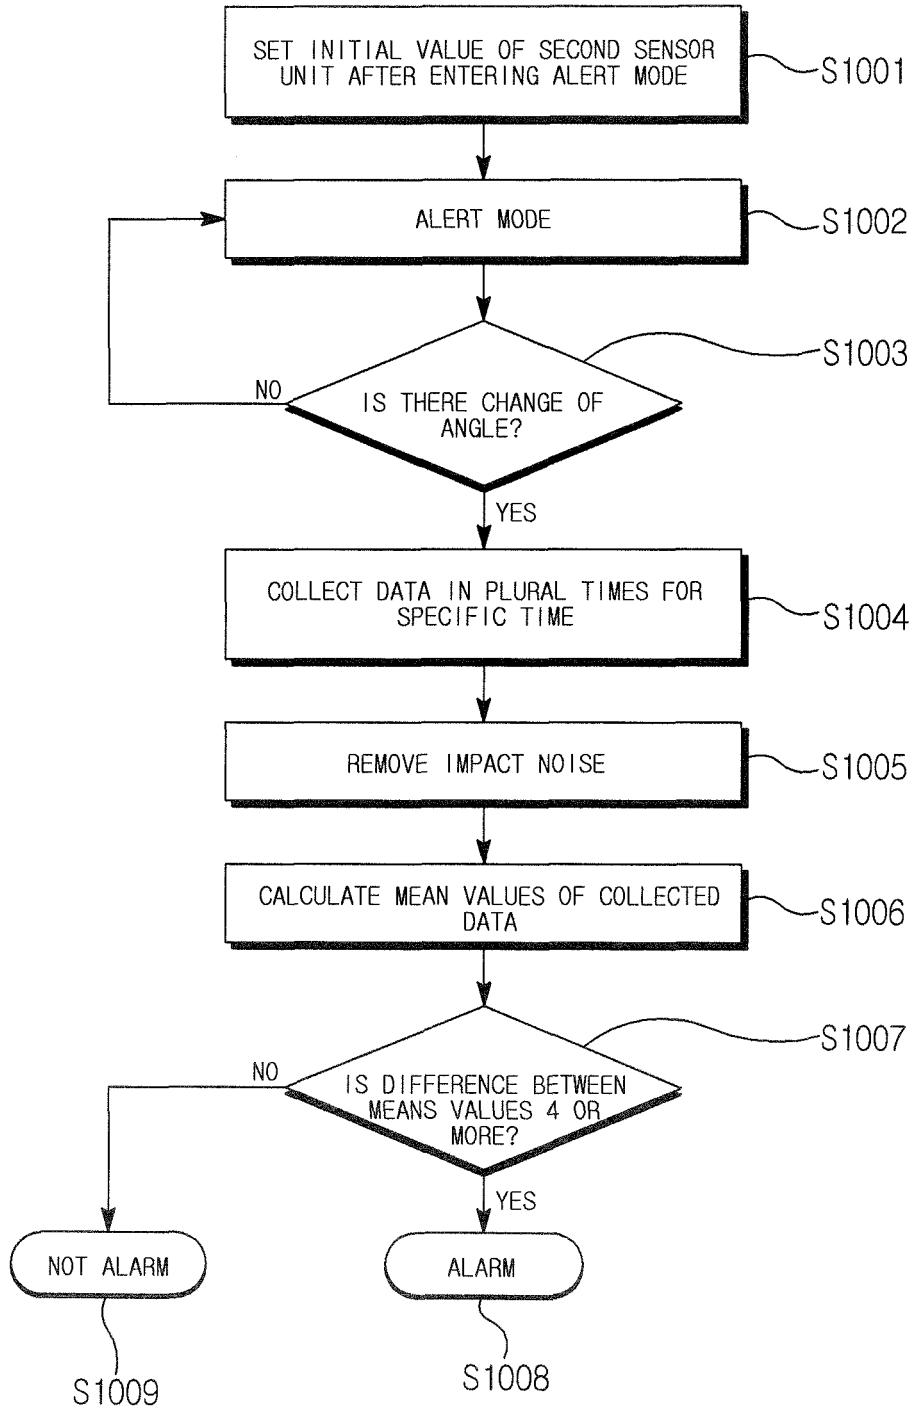 SET INITIAL VALUE OF SECOND SENSOR
UNIT AFTER ENTERING ALERT MODE
S1001
ALERT MODE
S1002
S1003
NO
IS THERE CHANGE OF
ANGLE?
YES
COLLECT DATA IN PLURAL TIMES FOR
SPECIFIC TIME
S1004
REMOVE IMPACT NOISE
S1005
CALCULATE MEAN VALUES OF COLLECTED
DATA
S1006
S1007
NO
IS DIFFERENCE BETWEEN
MEANS VALUES 4 OR
MORE?
YES
NOT ALARM
ALARM
S1009
S1008